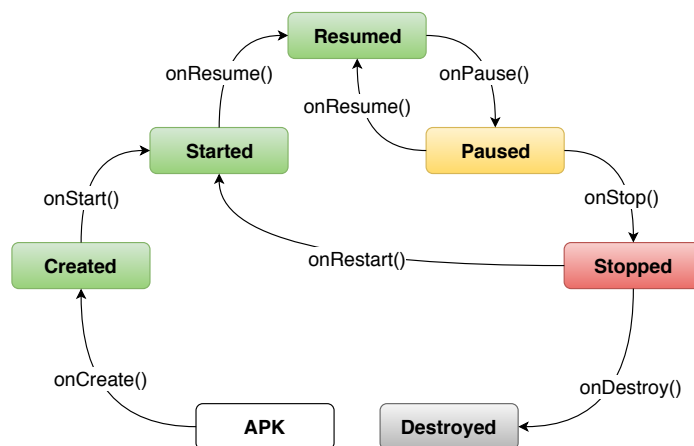 Resumed
onResume()
onPause()
onResume()
Started
Paused
onStart()
onStop()
Created
onRestart()
Stopped
onCreate()
onDestroy()
APK
Destroyed